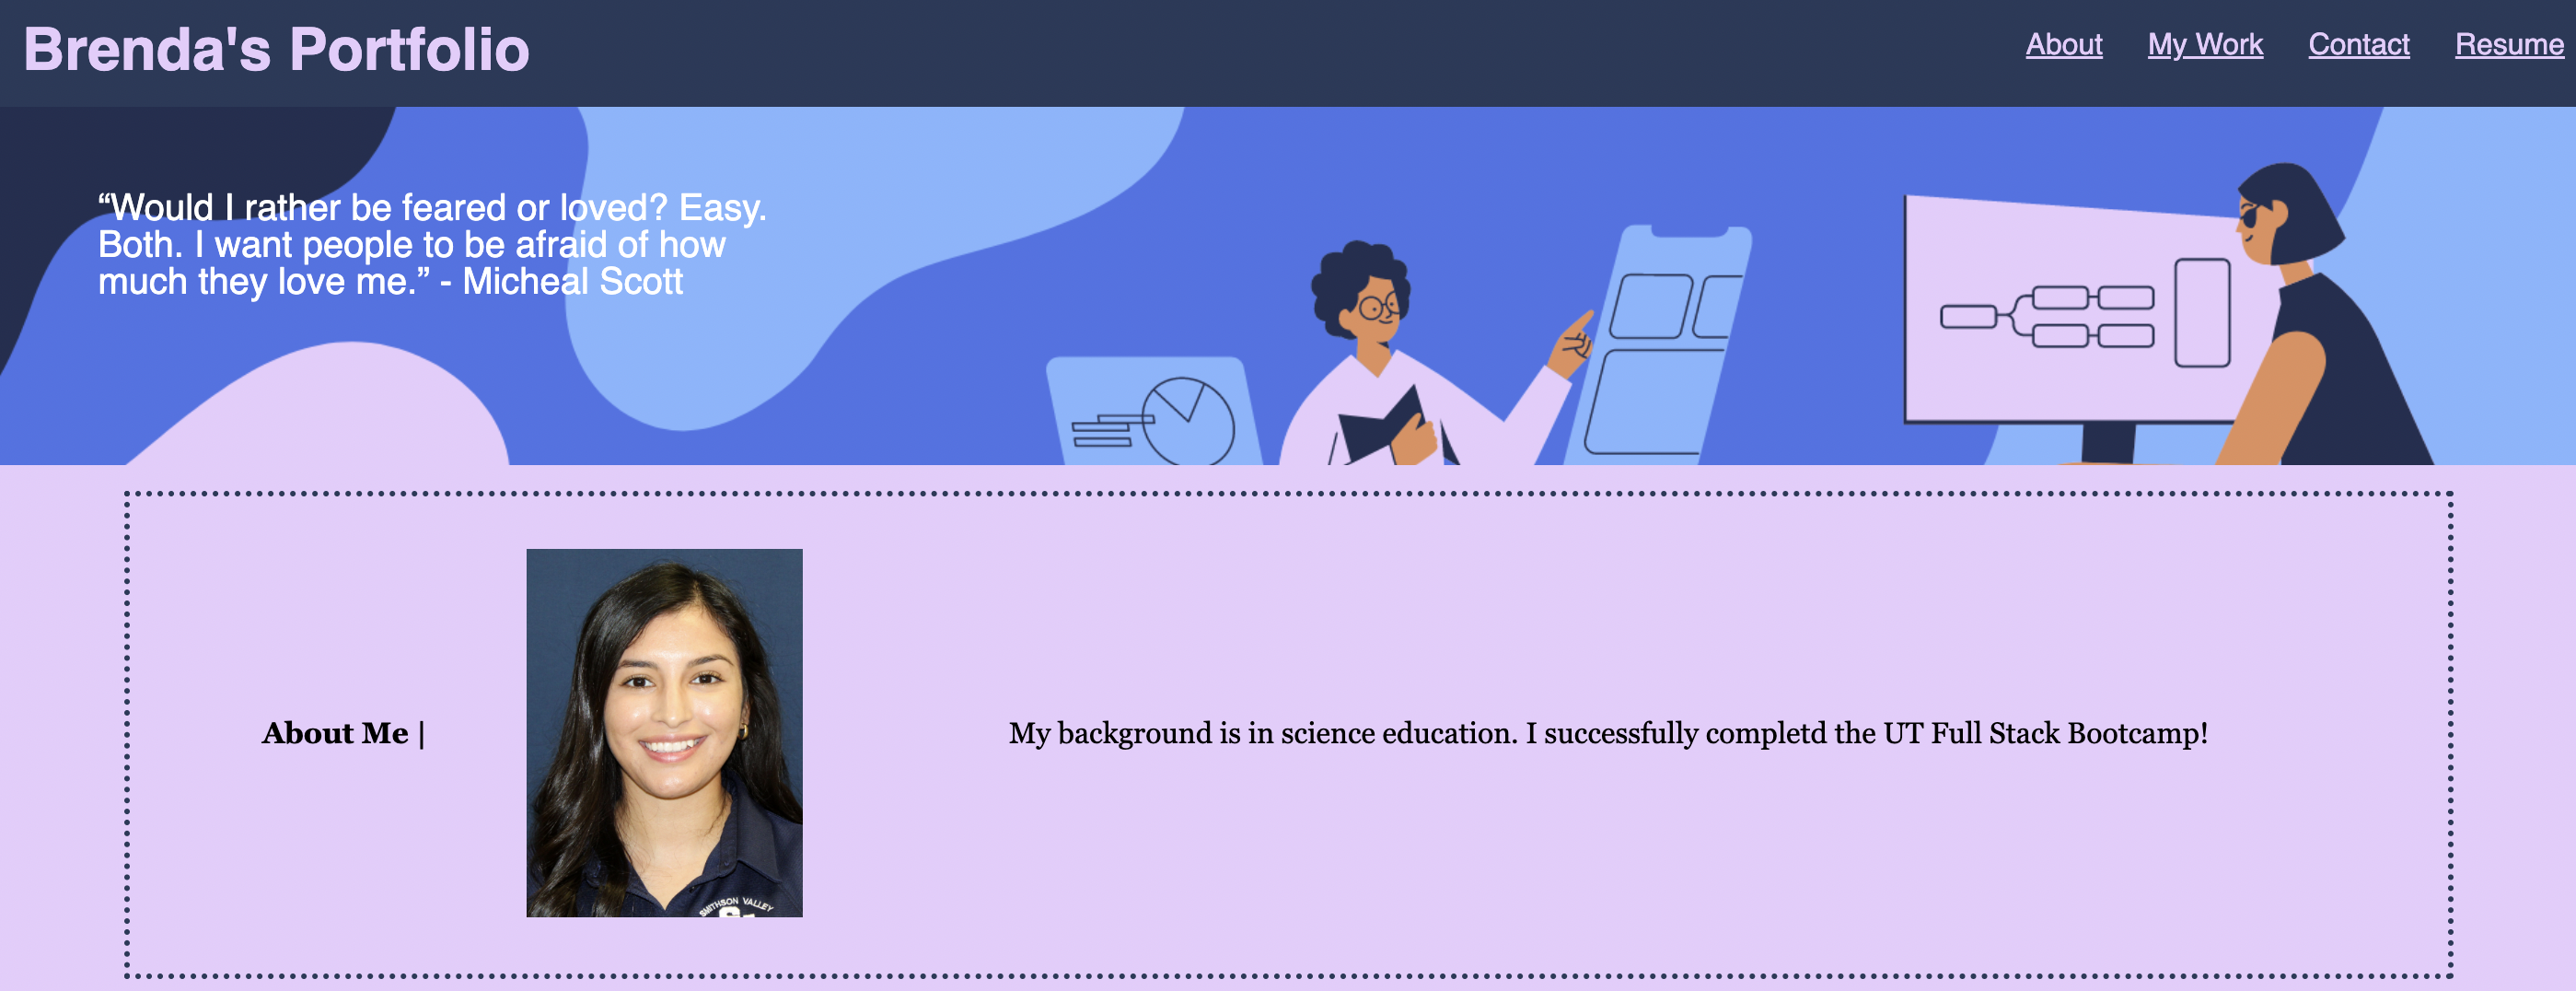 Brenda's Portfolio
About My Work Contact Resume
“Would I rather be feared or loved? Easy.
Both. I want people to be afraid of how
much they love me.” - Micheal Scott
About Me |
My background is in science education. I successfully completd the UT Full Stack Bootcamp!
SMITHSON VALLEY